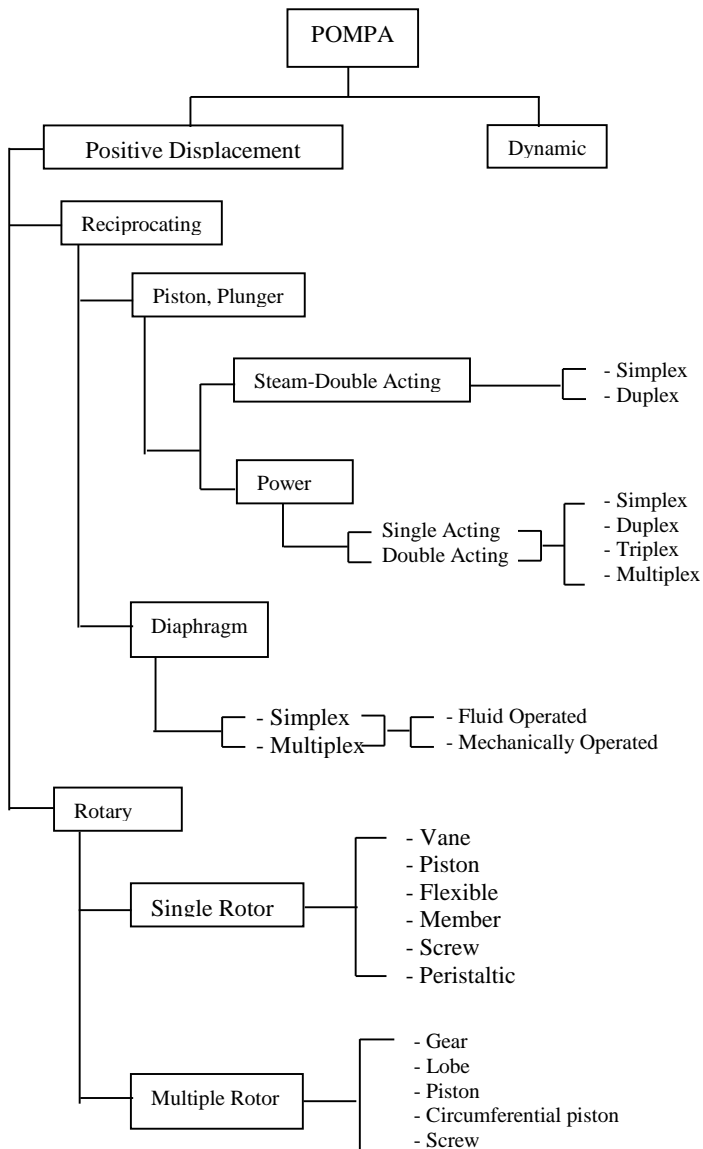 POMPA
Positive Displacement
Dynamic
Reciprocating
Piston, Plunger
Steam-Double Acting
- Simplex
- Duplex
Power
Single Acting
Double Acting
- Simplex
- Duplex
- Triplex
- Multiplex
Diaphragm
- Simplex
- Multiplex
- Fluid Operated
- Mechanically Operated
Rotary
Single Rotor
- Vane
- Piston
- Flexible
- Member
- Screw
- Peristaltic
Multiple Rotor
- Gear
- Lobe
- Piston
- Circumferential piston
- Screw